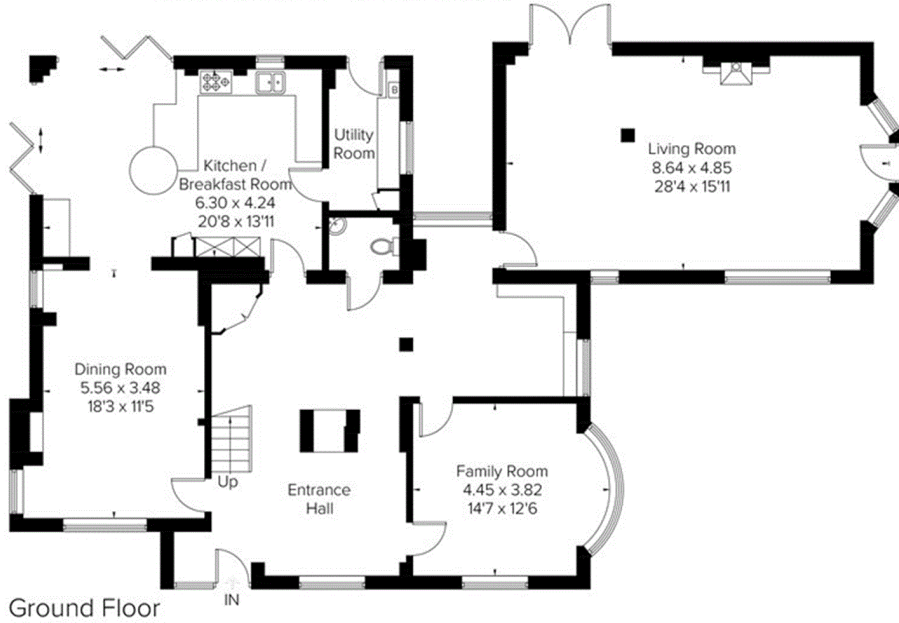 Utility
Room
Kitchen /
Breakfast Room
6.30 x 4.24
20'8 x 13'11
B
Living Room
8.64 x 4.85
28'4 x 15'11
Dining Room
5.56 x 3.48
18'3 x 11'5
Up
Entrance
Hall
Family Room
4.45 x 3.82
14'7 x 12'6
IN
Ground Floor